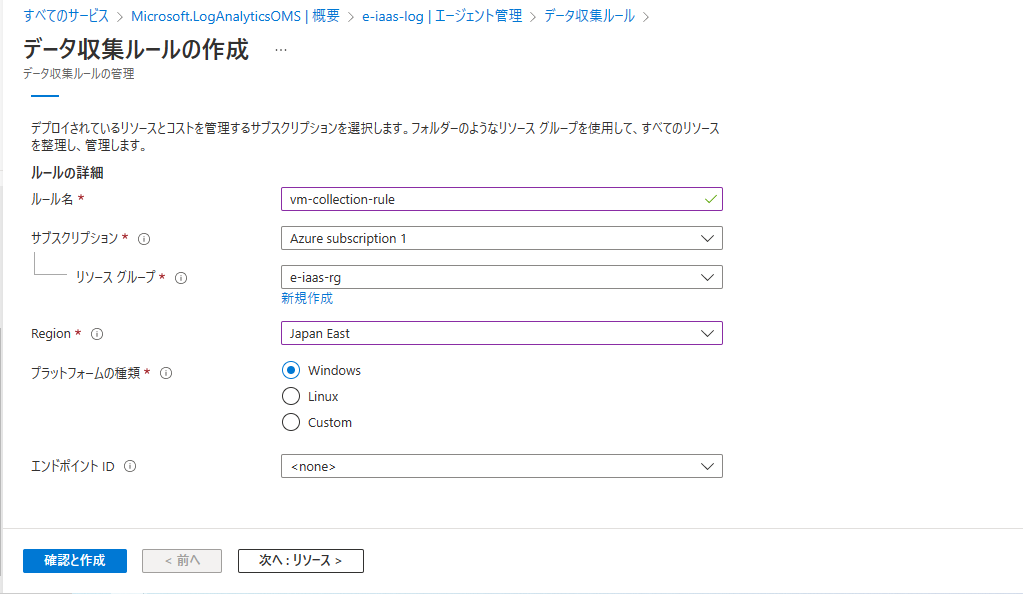 すべてのサービス > Microsoft.LogAnalyticsOMS | 概要 > e-iaas-log | エージェント管理 > データ収集ルール >
データ収集ルールの作成 …
データ収集ルールの管理
デプロイされているリソースとコストを管理するサブスクリプションを選択します。フォルダーのようなリソース グループを使用して、すべてのリソース
を整理し、管理します。
ルールの詳細
ルール名 * vm-collection-rule
サブスクリプション * Azure subscription 1
リソース グループ * e-iaas-rg
新規作成
Region * Japan East
プラットフォームの種類 * Windows
Linux
Custom
エンドポイント ID <none>
確認と作成 < 前へ 次へ : リソース >